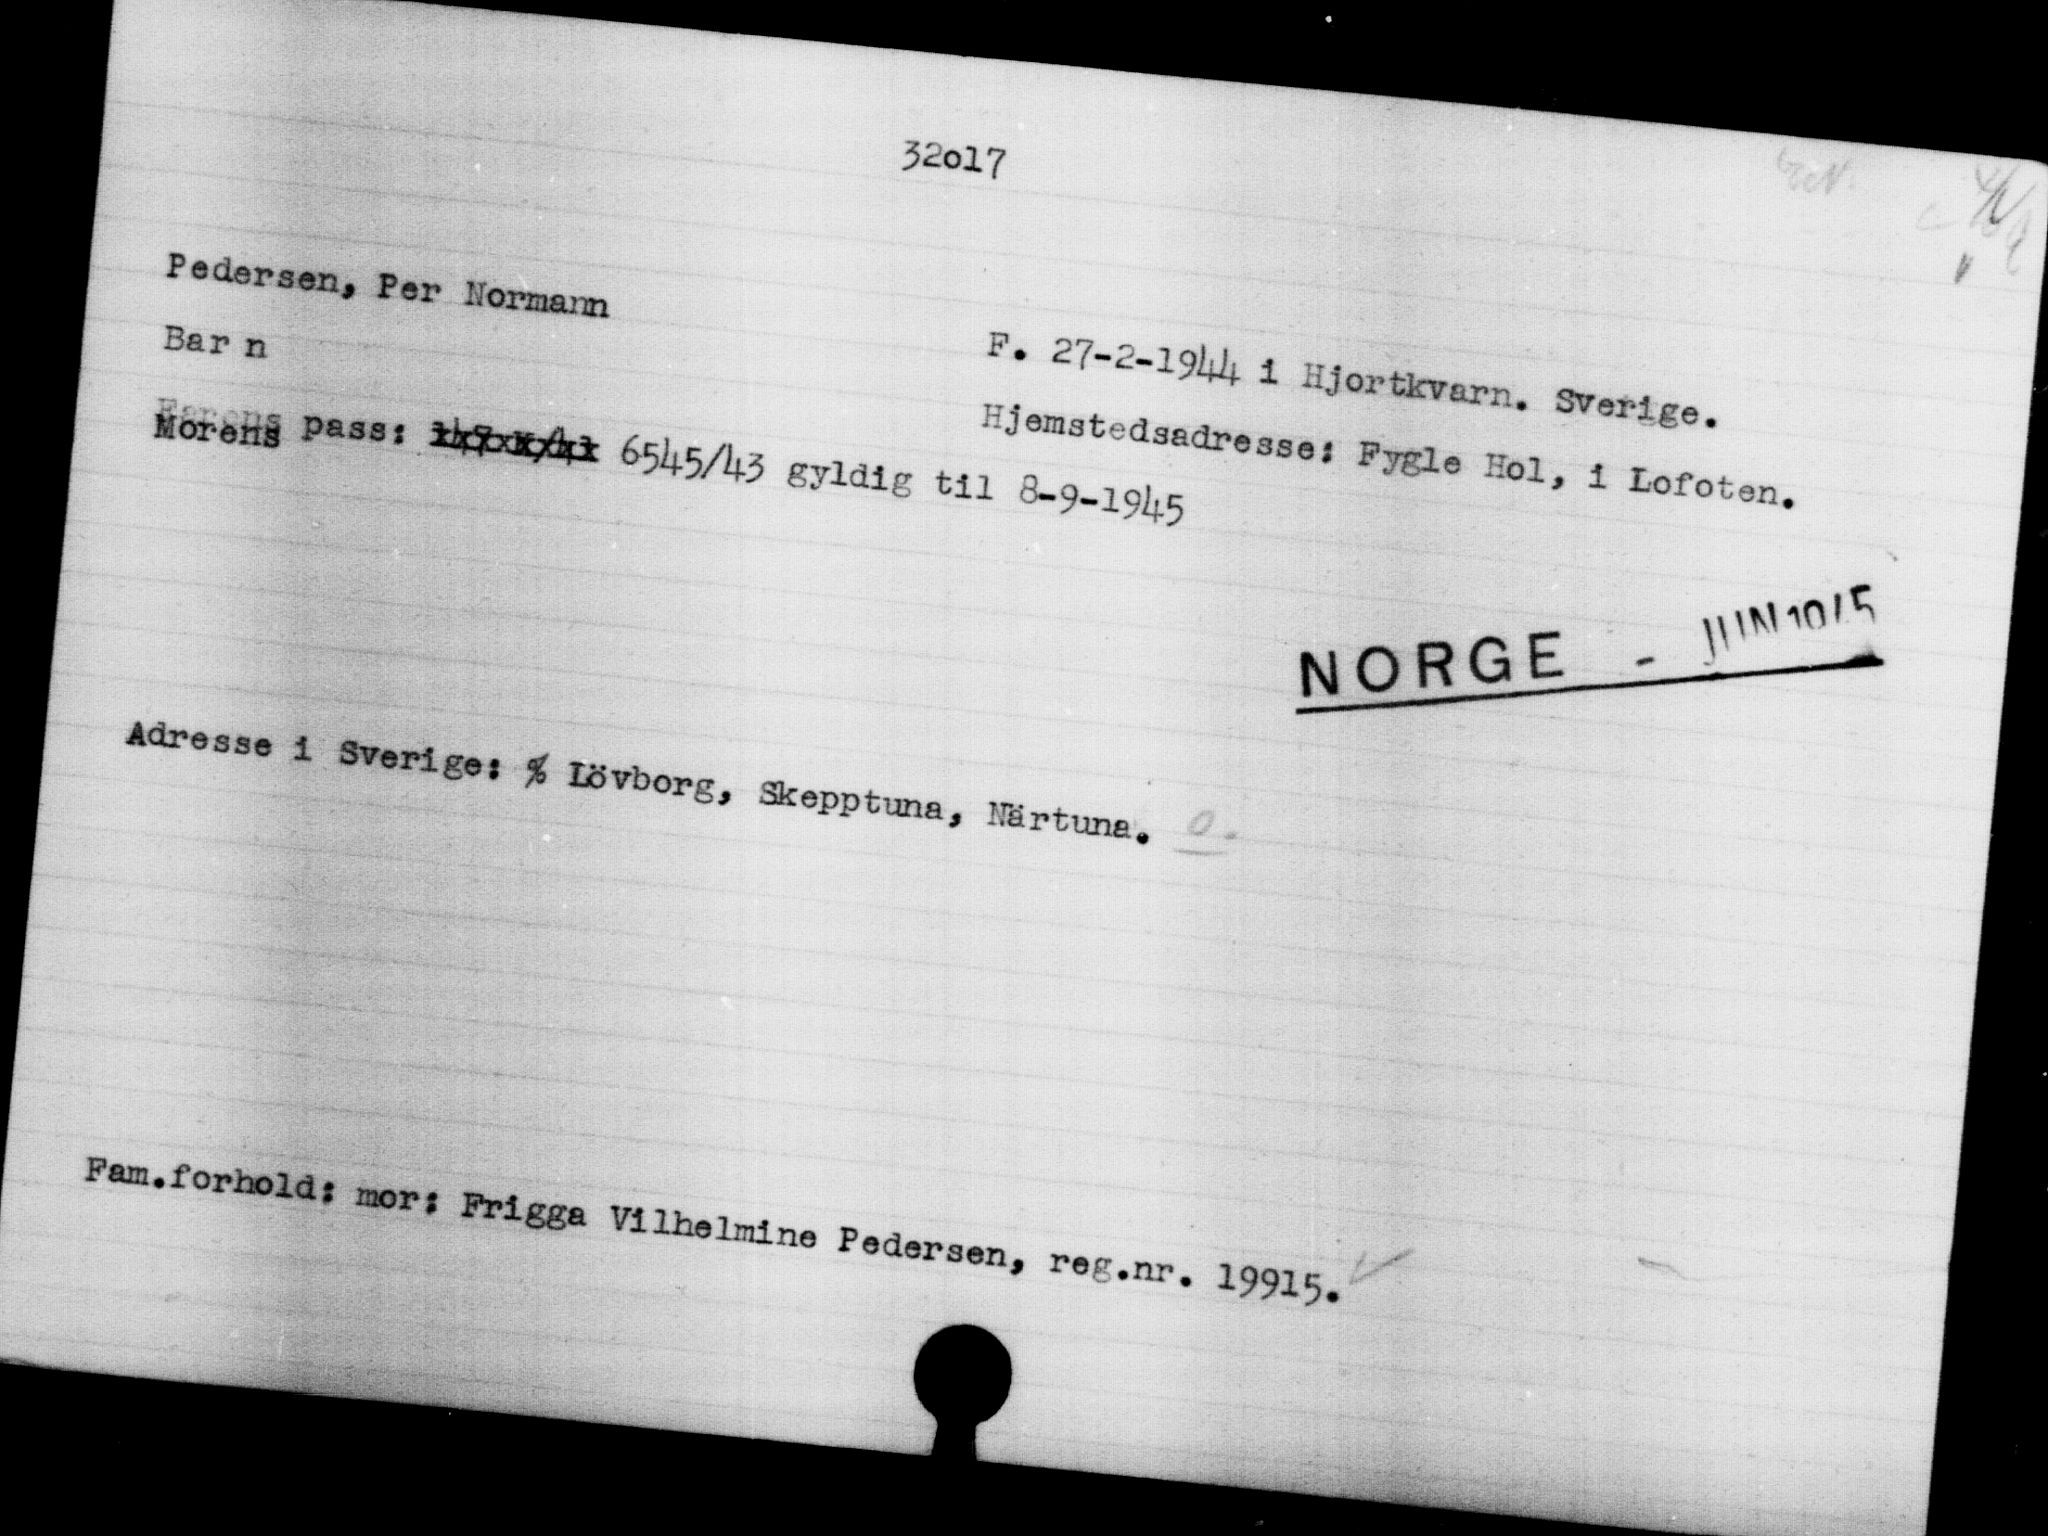 32o17
Pedersen, Per Normann
Bar n
F. 27-2-1944 i Hjortkvarn. Sverige.
Hjemstedsadresse: Fygle Hol, i Lofoten.
Morens pass: 6545/43 gyldig til 8-9-1945
NORGE - JUN 1945
Adresse i Sverige: % Lövborg, Skepptuna, Närtuna. o.
Fam.forhold: mor: Frigga Vilhelmine Pedersen, reg.nr. 19915.